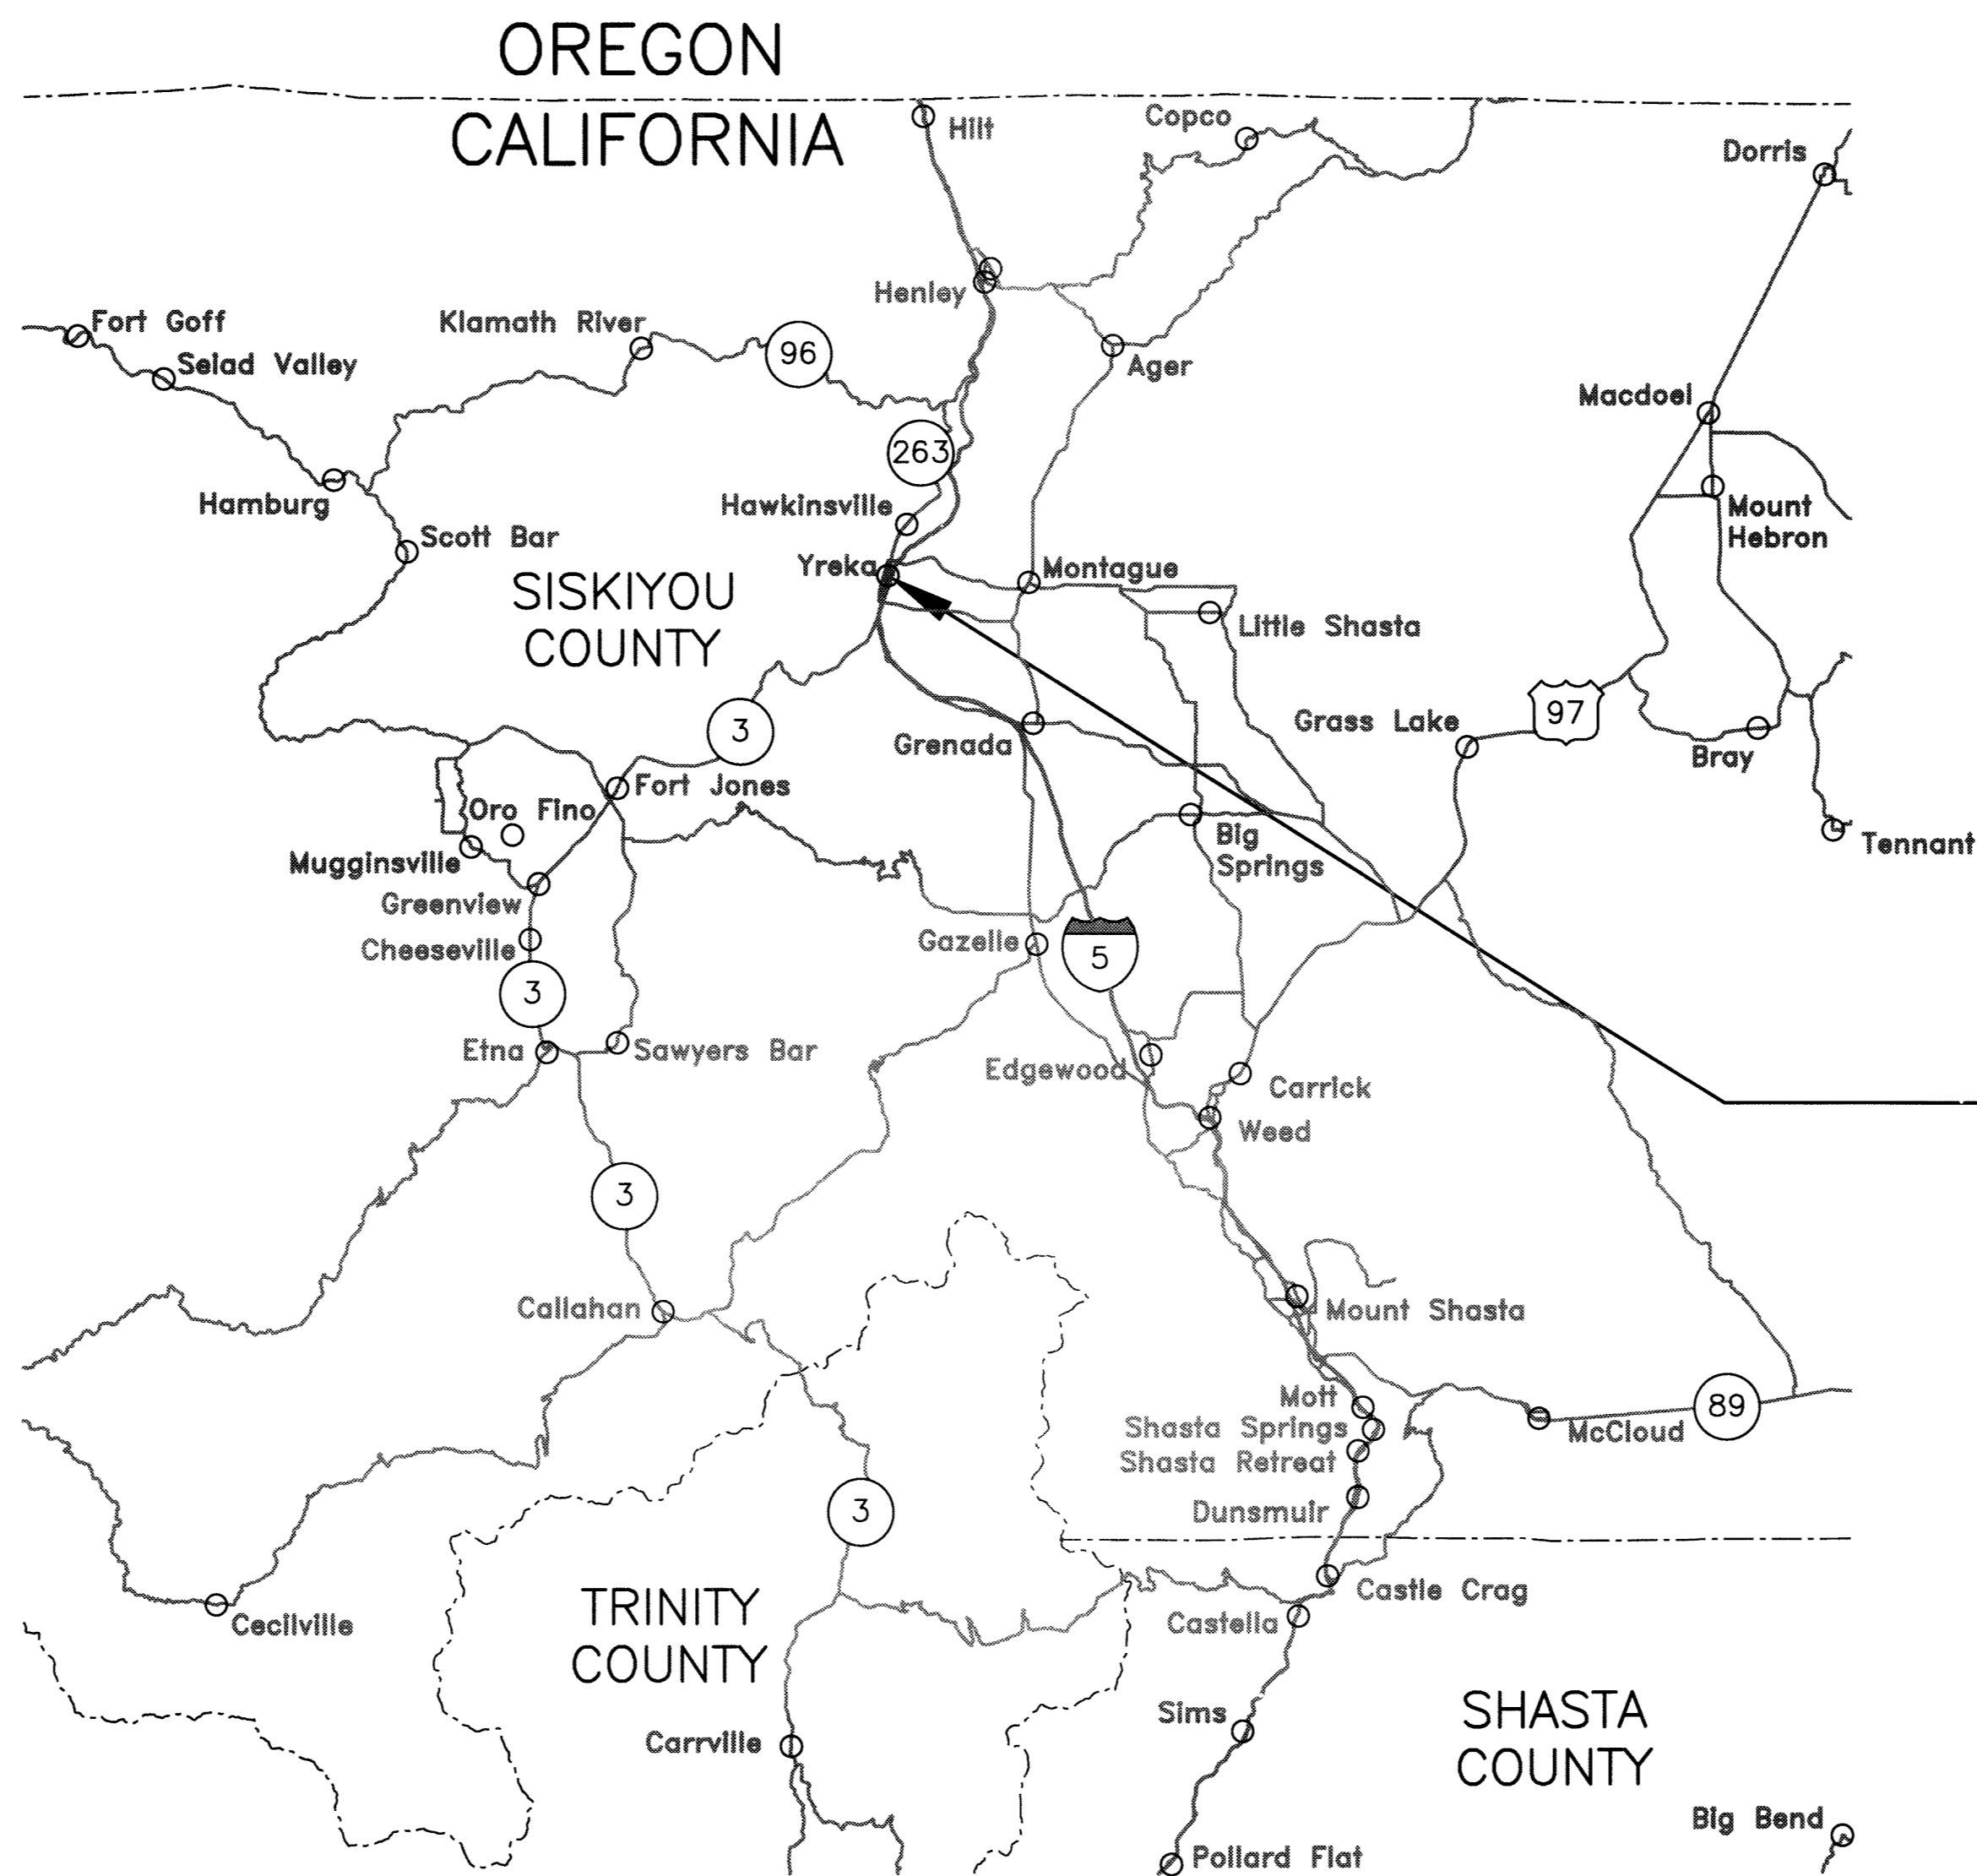 OREGON
CALIFORNIA
Hilt
Copco
Dorris
Henley
Fort Goff
Klamath River
96
Seiad Valley
Ager
Macdoel
263
Hamburg
Hawkinsville
Mount
Hebron
Scott Bar
Yreka
Montague
SISKIYOU
COUNTY
Little Shasta
97
3
Grass Lake
Grenada
Bray
Fort Jones
Oro Fino
Big
Springs
Tennant
Mugginsville
Greenview
Cheeseville
Gazelle
5
3
Etna
Sawyers Bar
Edgewood
Carrick
Weed
3
Callahan
Mount Shasta
Mott
89
Shasta Springs
McCloud
Shasta Retreat
3
Dunsmuir
Castle Crag
TRINITY
COUNTY
Cecilville
Castella
SHASTA
COUNTY
Sims
Carrville
Big Bend
Pollard Flat